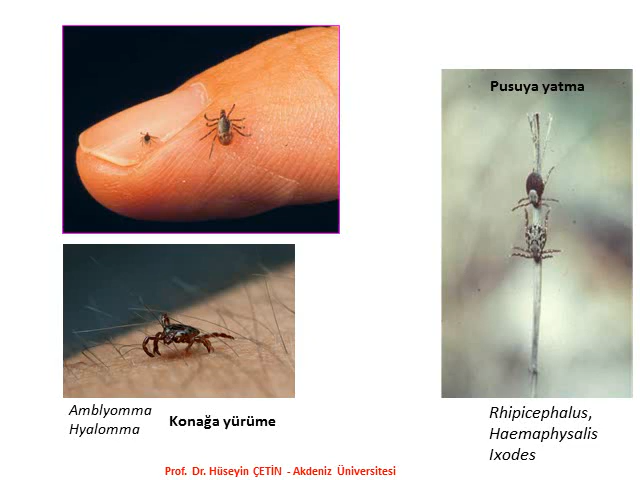 Pusuya yatma
Amblyomma
Hyalomma
Konağa yürüme
Rhipicephalus,
Haemaphysalis
Ixodes
Prof. Dr. Hüseyin ÇETİN - Akdeniz Üniversitesi